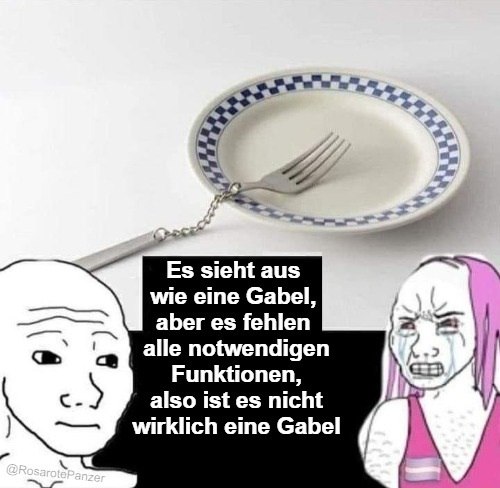 Es sieht aus
wie eine Gabel,
aber es fehlen
alle notwendigen
Funktionen,
also ist es nicht
wirklich eine Gabel
@RosarotePanzer